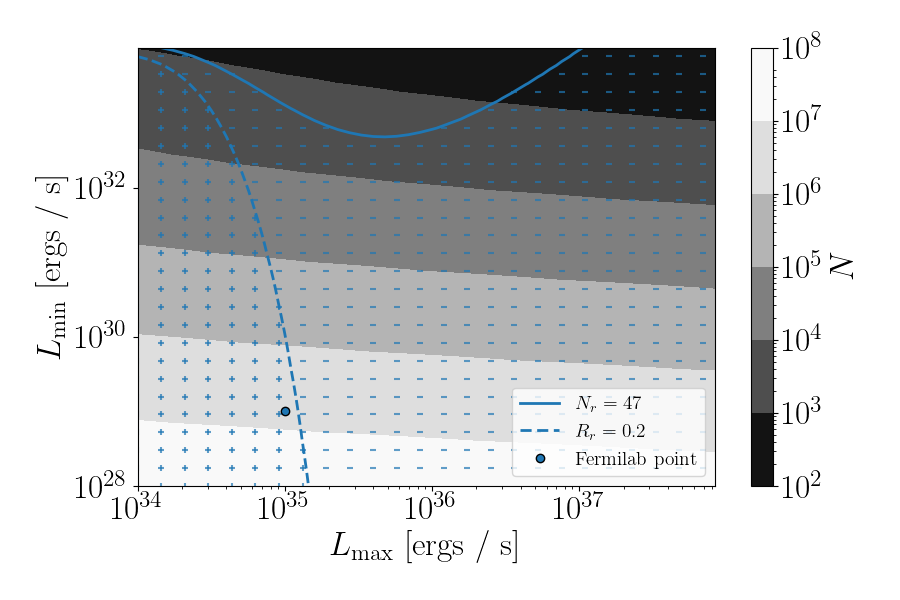 10^8
10^7
10^6
10^5
10^4
10^3
10^2
N
10^32
10^30
10^28
L_min [ergs / s]
10^34
10^35
10^36
10^37
L_max [ergs / s]
N_r = 47
R_r = 0.2
Fermilab point